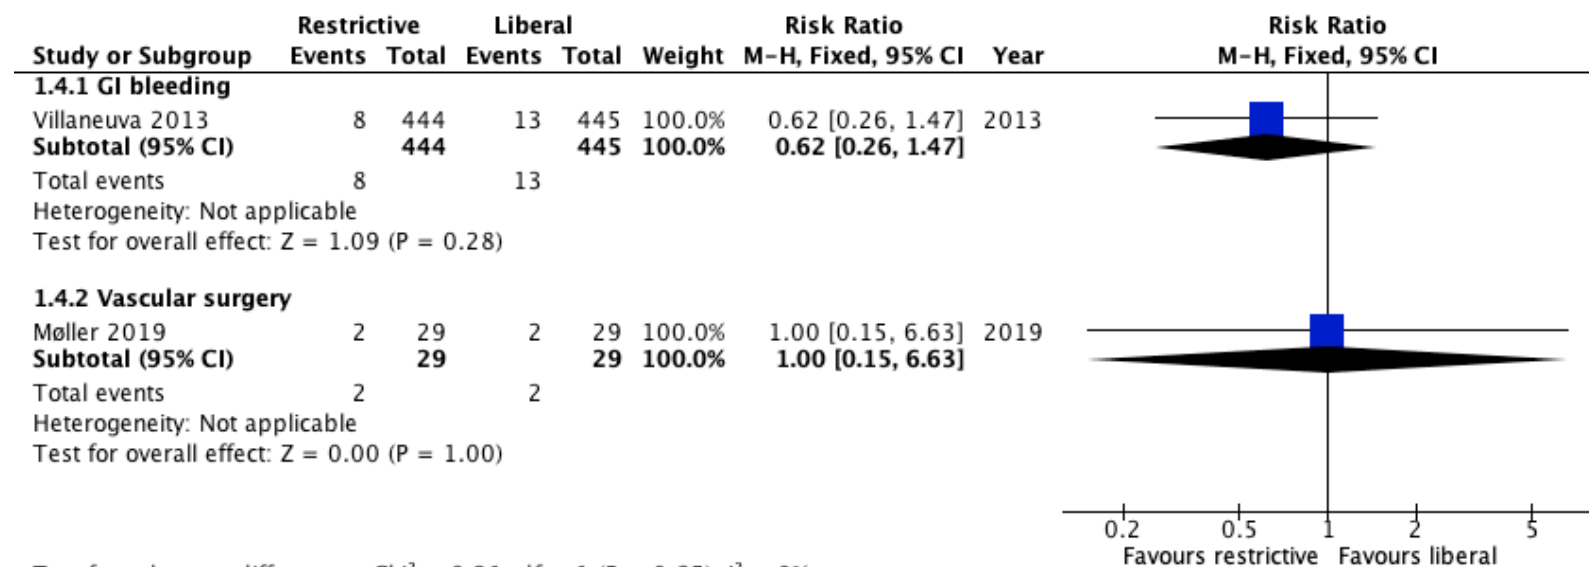 Restrictive Liberal Risk Ratio Risk Ratio
Study or Subgroup Events Total Events Total Weight M-H, Fixed, 95% CI Year M-H, Fixed, 95% CI
1.4.1 GI bleeding
Villaneuva 2013 8 444 13 445 100.0% 0.62 [0.26, 1.47] 2013
Subtotal (95% CI) 444 445 100.0% 0.62 [0.26, 1.47]
Total events 8 13
Heterogeneity: Not applicable
Test for overall effect: Z = 1.09 (P = 0.28)
1.4.2 Vascular surgery
Møller 2019 2 29 2 29 100.0% 1.00 [0.15, 6.63] 2019
Subtotal (95% CI) 29 29 100.0% 1.00 [0.15, 6.63]
Total events 2 2
Heterogeneity: Not applicable
Test for overall effect: Z = 0.00 (P = 1.00)
0.2 0.5 1 2 5
Favours restrictive Favours liberal